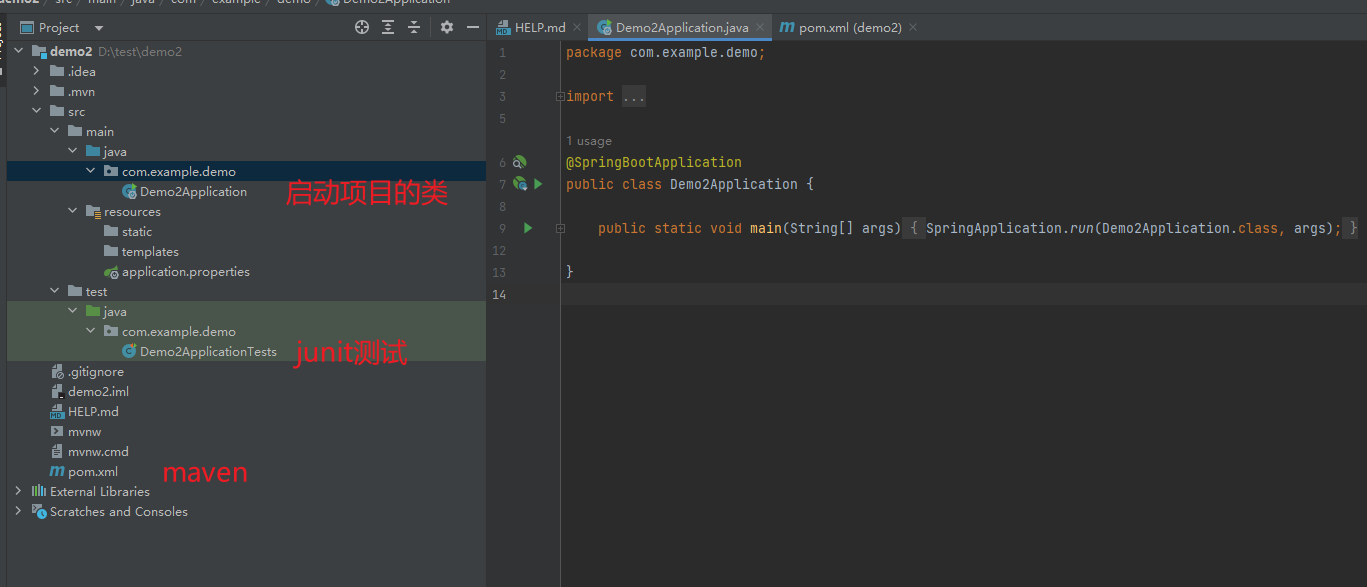 demo2 / src / main / java / com / example / demo / Demo2Application
Project
HELP.md
Demo2Application.java
pom.xml (demo2)
demo2 D:\test\demo2
.idea
.mvn
src
main
java
com.example.demo
Demo2Application
启动项目的类
resources
static
templates
application.properties
test
java
com.example.demo
Demo2ApplicationTests
junit测试
.gitignore
demo2.iml
HELP.md
mvnw
mvnw.cmd
pom.xml
maven
External Libraries
Scratches and Consoles
1 package com.example.demo;
2
3 import ...
5
1 usage
6 @SpringBootApplication
7 public class Demo2Application {
8
9 public static void main(String[] args) { SpringApplication.run(Demo2Application.class, args); }
12
13 }
14